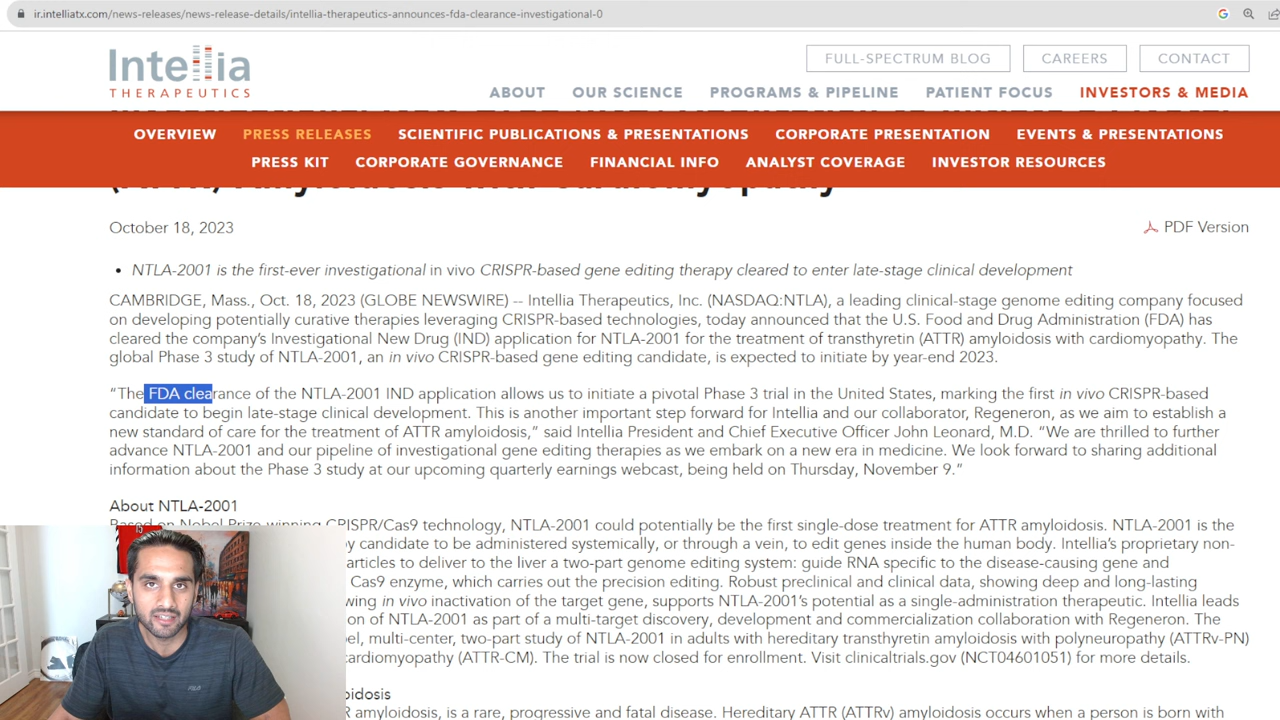 ir.intelliatx.com/news-releases/news-release-details/intellia-therapeutics-announces-fda-clearance-investigational-0
Intellia
THERAPEUTICS
FULL-SPECTRUM BLOG
CAREERS
CONTACT
ABOUT
OUR SCIENCE
PROGRAMS & PIPELINE
PATIENT FOCUS
INVESTORS & MEDIA
OVERVIEW
PRESS RELEASES
SCIENTIFIC PUBLICATIONS & PRESENTATIONS
CORPORATE PRESENTATION
EVENTS & PRESENTATIONS
PRESS KIT
CORPORATE GOVERNANCE
FINANCIAL INFO
ANALYST COVERAGE
INVESTOR RESOURCES
(ATTR) Amyloidosis with Cardiomyopathy
October 18, 2023
PDF Version
• NTLA-2001 is the first-ever investigational in vivo CRISPR-based gene editing therapy cleared to enter late-stage clinical development
CAMBRIDGE, Mass., Oct. 18, 2023 (GLOBE NEWSWIRE) -- Intellia Therapeutics, Inc. (NASDAQ:NTLA), a leading clinical-stage genome editing company focused
on developing potentially curative therapies leveraging CRISPR-based technologies, today announced that the U.S. Food and Drug Administration (FDA) has
cleared the company's Investigational New Drug (IND) application for NTLA-2001 for the treatment of transthyretin (ATTR) amyloidosis with cardiomyopathy. The
global Phase 3 study of NTLA-2001, an in vivo CRISPR-based gene editing candidate, is expected to initiate by year-end 2023.
"The FDA clearance of the NTLA-2001 IND application allows us to initiate a pivotal Phase 3 trial in the United States, marking the first in vivo CRISPR-based
candidate to begin late-stage clinical development. This is another important step forward for Intellia and our collaborator, Regeneron, as we aim to establish a
new standard of care for the treatment of ATTR amyloidosis," said Intellia President and Chief Executive Officer John Leonard, M.D. "We are thrilled to further
advance NTLA-2001 and our pipeline of investigational gene editing therapies as we embark on a new era in medicine. We look forward to sharing additional
information about the Phase 3 study at our upcoming quarterly earnings webcast, being held on Thursday, November 9."
About NTLA-2001
Based on Nobel Prize-winning CRISPR/Cas9 technology, NTLA-2001 could potentially be the first single-dose treatment for ATTR amyloidosis. NTLA-2001 is the
candidate to be administered systemically, or through a vein, to edit genes inside the human body. Intellia's proprietary non-
to deliver to the liver a two-part genome editing system: guide RNA specific to the disease-causing gene and
Cas9 enzyme, which carries out the precision editing. Robust preclinical and clinical data, showing deep and long-lasting
in vivo inactivation of the target gene, supports NTLA-2001's potential as a single-administration therapeutic. Intellia leads
of NTLA-2001 as part of a multi-target discovery, development and commercialization collaboration with Regeneron. The
multi-center, two-part study of NTLA-2001 in adults with hereditary transthyretin amyloidosis with polyneuropathy (ATTRv-PN)
cardiomyopathy (ATTR-CM). The trial is now closed for enrollment. Visit clinicaltrials.gov (NCT04601051) for more details.
amyloidosis, is a rare, progressive and fatal disease. Hereditary ATTR (ATTRv) amyloidosis occurs when a person is born with